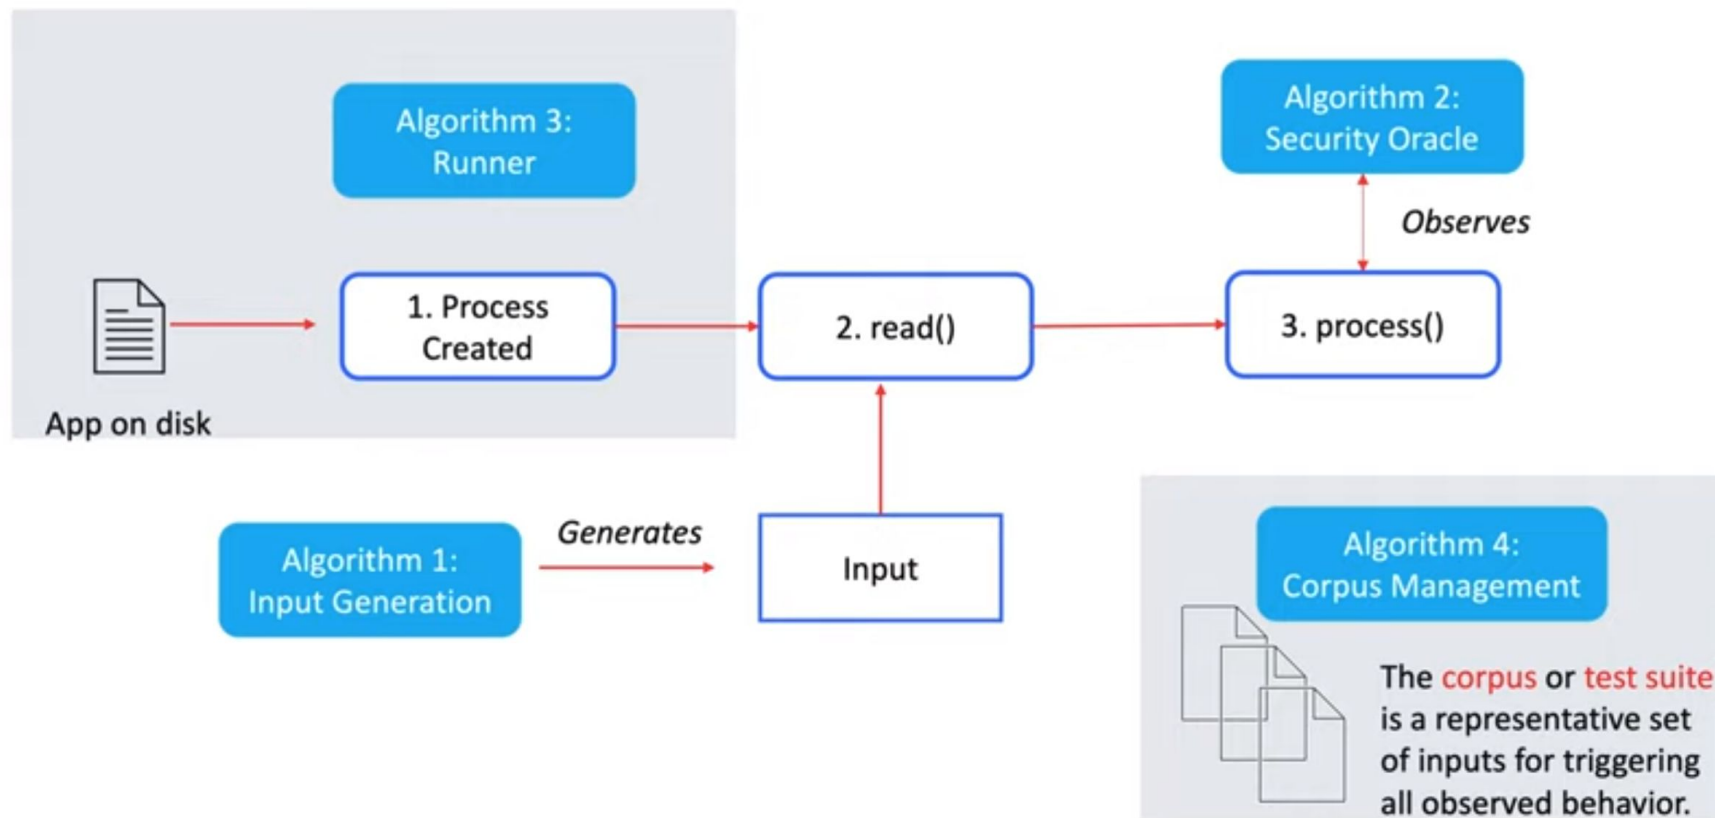 Algorithm 3:
Runner
Algorithm 2:
Security Oracle
Observes
1. Process
Created
2. read()
3. process()
App on disk
Generates
Algorithm 1:
Input Generation
Input
Algorithm 4:
Corpus Management
The corpus or test suite
is a representative set
of inputs for triggering
all observed behavior.